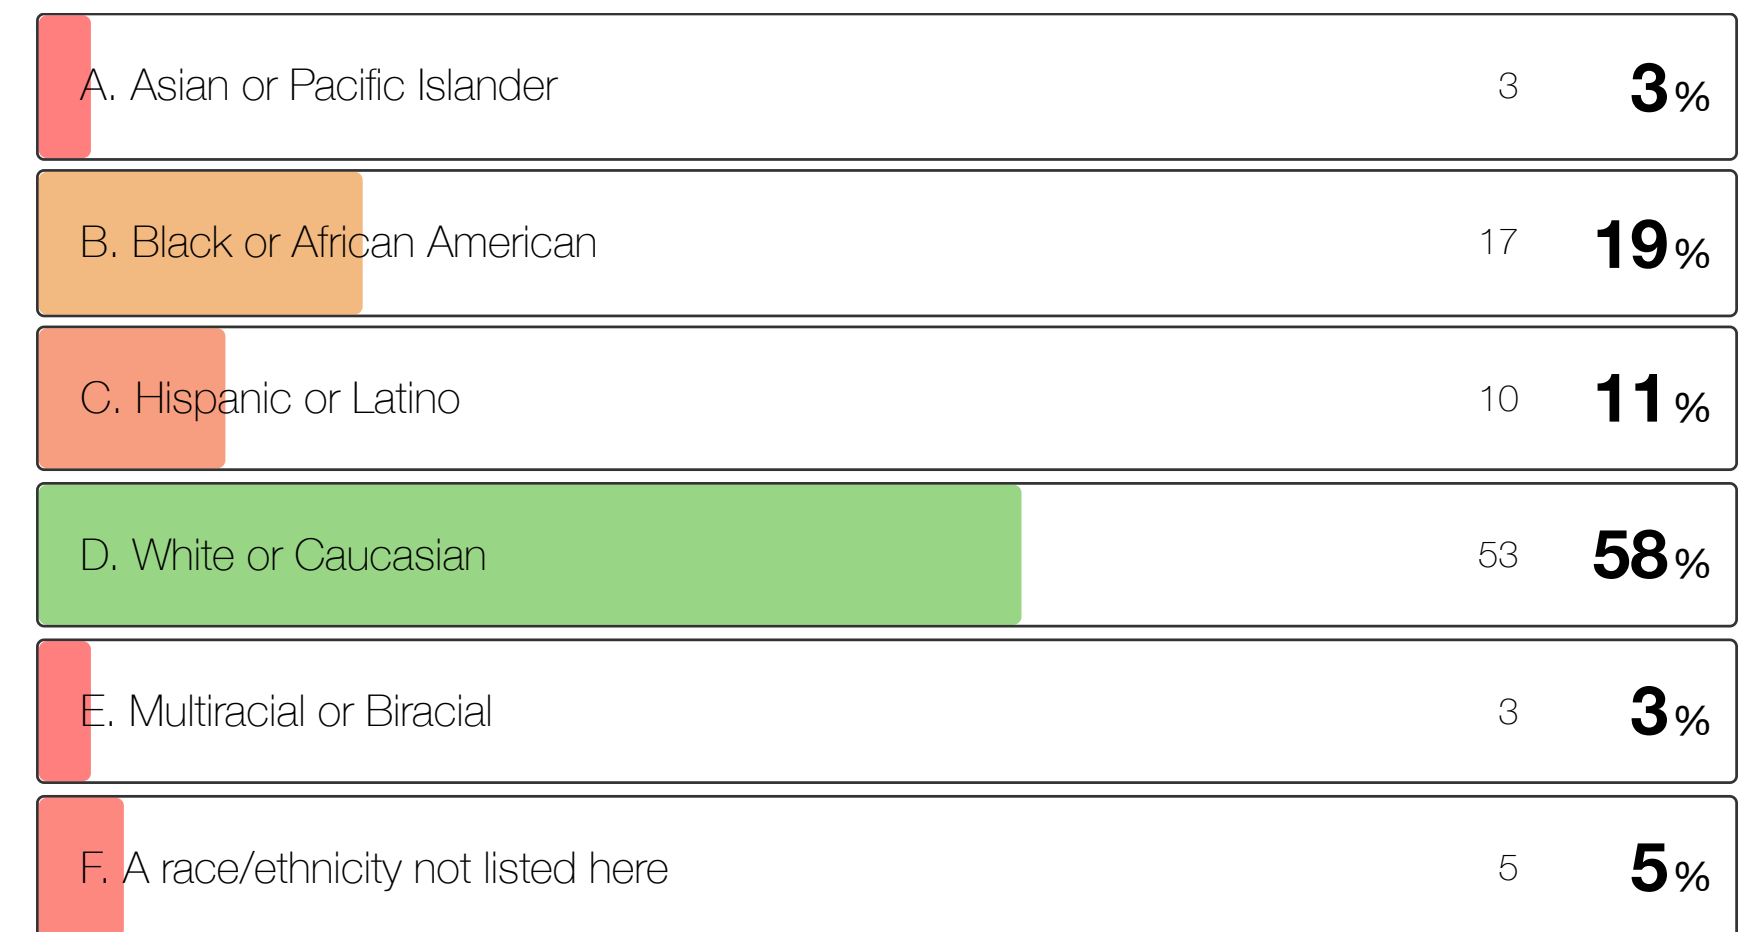 A. Asian or Pacific Islander 3 3%
B. Black or African American 17 19%
C. Hispanic or Latino 10 11%
D. White or Caucasian 53 58%
E. Multiracial or Biracial 3 3%
F. A race/ethnicity not listed here 5 5%